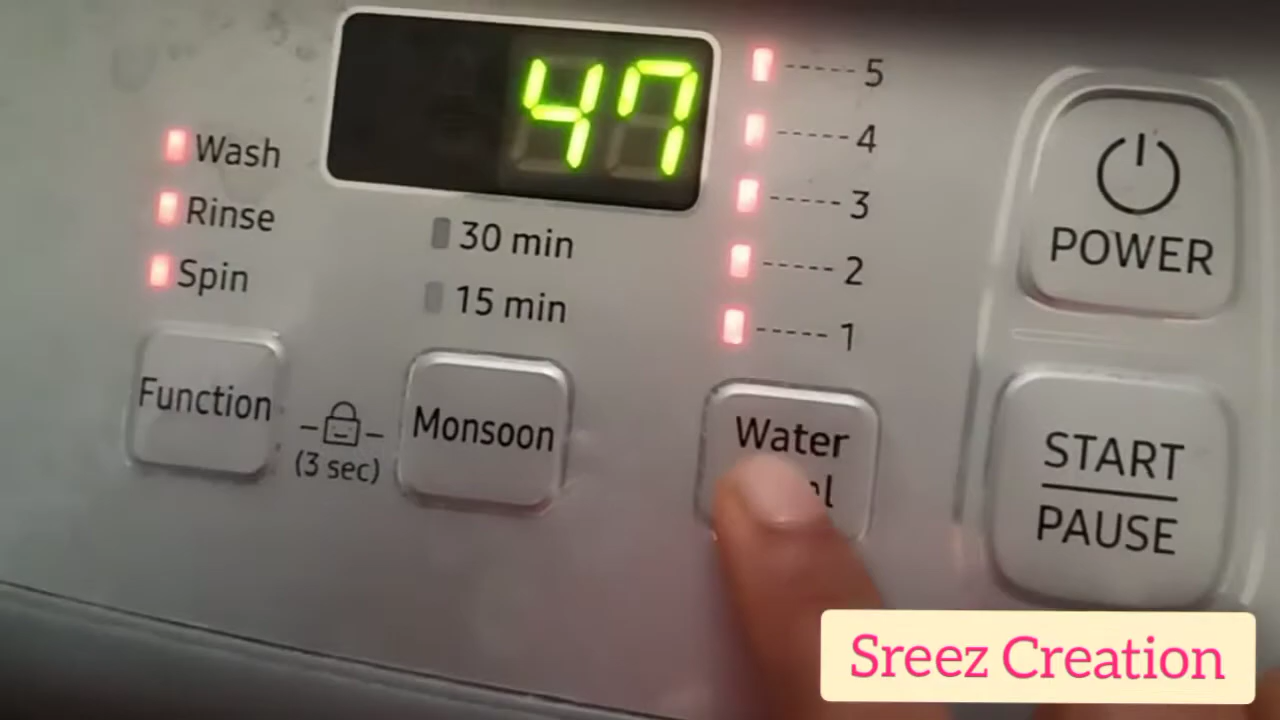 47
5
4
3
2
1
Wash
Rinse
Spin
30 min
15 min
Function
(3 sec)
Monsoon
Water
POWER
START
PAUSE
Sreez Creation